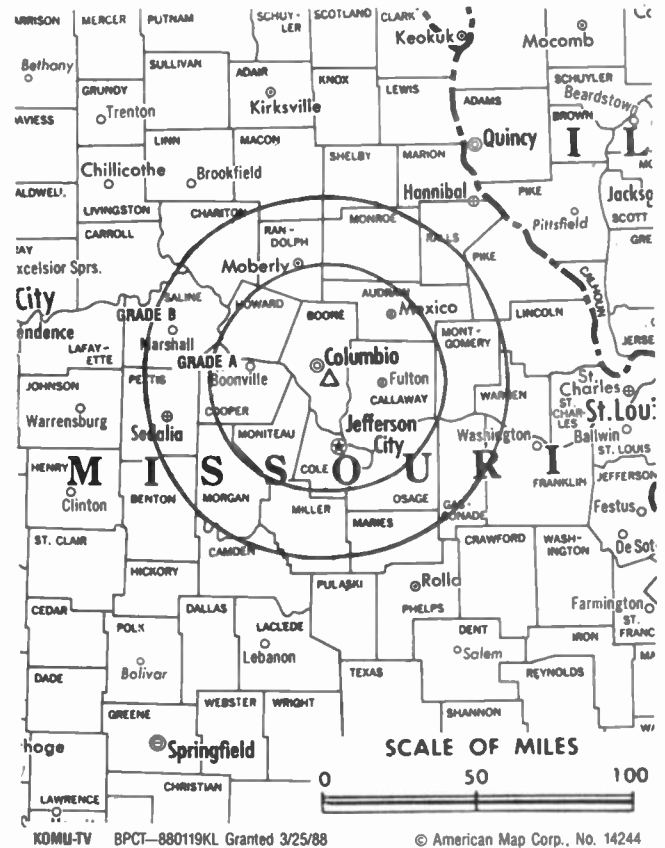 ARRISON MERCER PUTNAM SCHUY-LER SCOTLAND CLARK
Keokuk
Macomb
Bethany
SULLIVAN
ADAIR
KNOX
LEWIS
SCHUYLER
GRUNDY
Kirksville
ADAMS
Beardstown
Trenton
BROWN
AVIESS
LINN
MACON
Quincy
I L
SHELBY
MARION
Chillicothe
Brookfield
ALDWELL
Hannibal
PIKE
Jacks
LIVINGSTON
CHARITON
MONROE
Pittsfield
SCOTT
CARROLL
RAN-
DOLPH
RALLS
GRE
RAY
PIKE
xcelsior Sprs.
Moberly
CALHOUN
City
SALINE
HOWARD
AUDRAIN
Mexico
LINCOLN
GRADE B
BOONE
endence
Marshall
MONT-
GOMERY
JERSE
LAFAY-
ETTE
GRADE A
Columbia
JOHNSON
PETTIS
Boonville
Fulton
St.
Charles
WARREN
CALLAWAY
ST.
CHAR-
LES
St.Loui
Warrensburg
COOPER
Sedalia
Jefferson
City
Washington
Ballwin
MONITEAU
ST. LOUIS
HENRY
COLE
M I S S O U R I
JEFFERSON
FRANKLIN
Clinton
BENTON
MORGAN
OSAGE
MILLER
GAS-
CONADE
Festus
MARIES
ST. CLAIR
CAMDEN
CRAWFORD
WASH-
INGTON
De Sot
HICKORY
PULASKI
Rolla
CEDAR
DALLAS
PHELPS
Farmington
POLK
LACLEDE
DENT
ST.
FRANC
IRON
Lebanon
Salem
Bolivar
DADE
TEXAS
REYNOLDS
WEBSTER
WRIGHT
GREENE
SHANNON
hoge
Springfield
SCALE OF MILES
0 50 100
CHRISTIAN
LAWRENCE
KOMU-TV BPCT—880119KL Granted 3/25/88 © American Map Corp., No. 14244